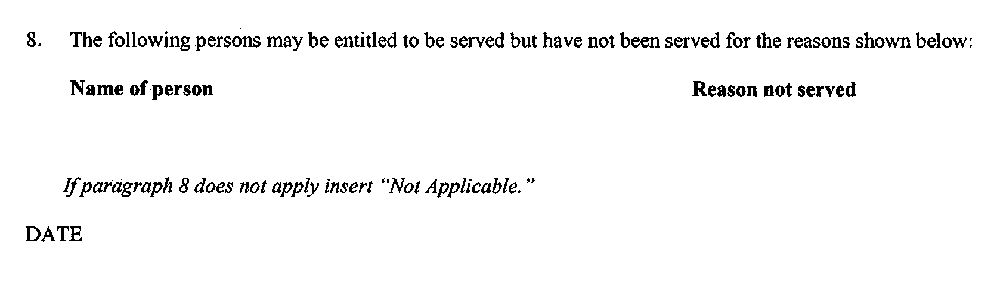 8. The following persons may be entitled to be served but have not been served for the reasons shown below:
Name of person Reason not served
If paragraph 8 does not apply insert “Not Applicable.”
DATE